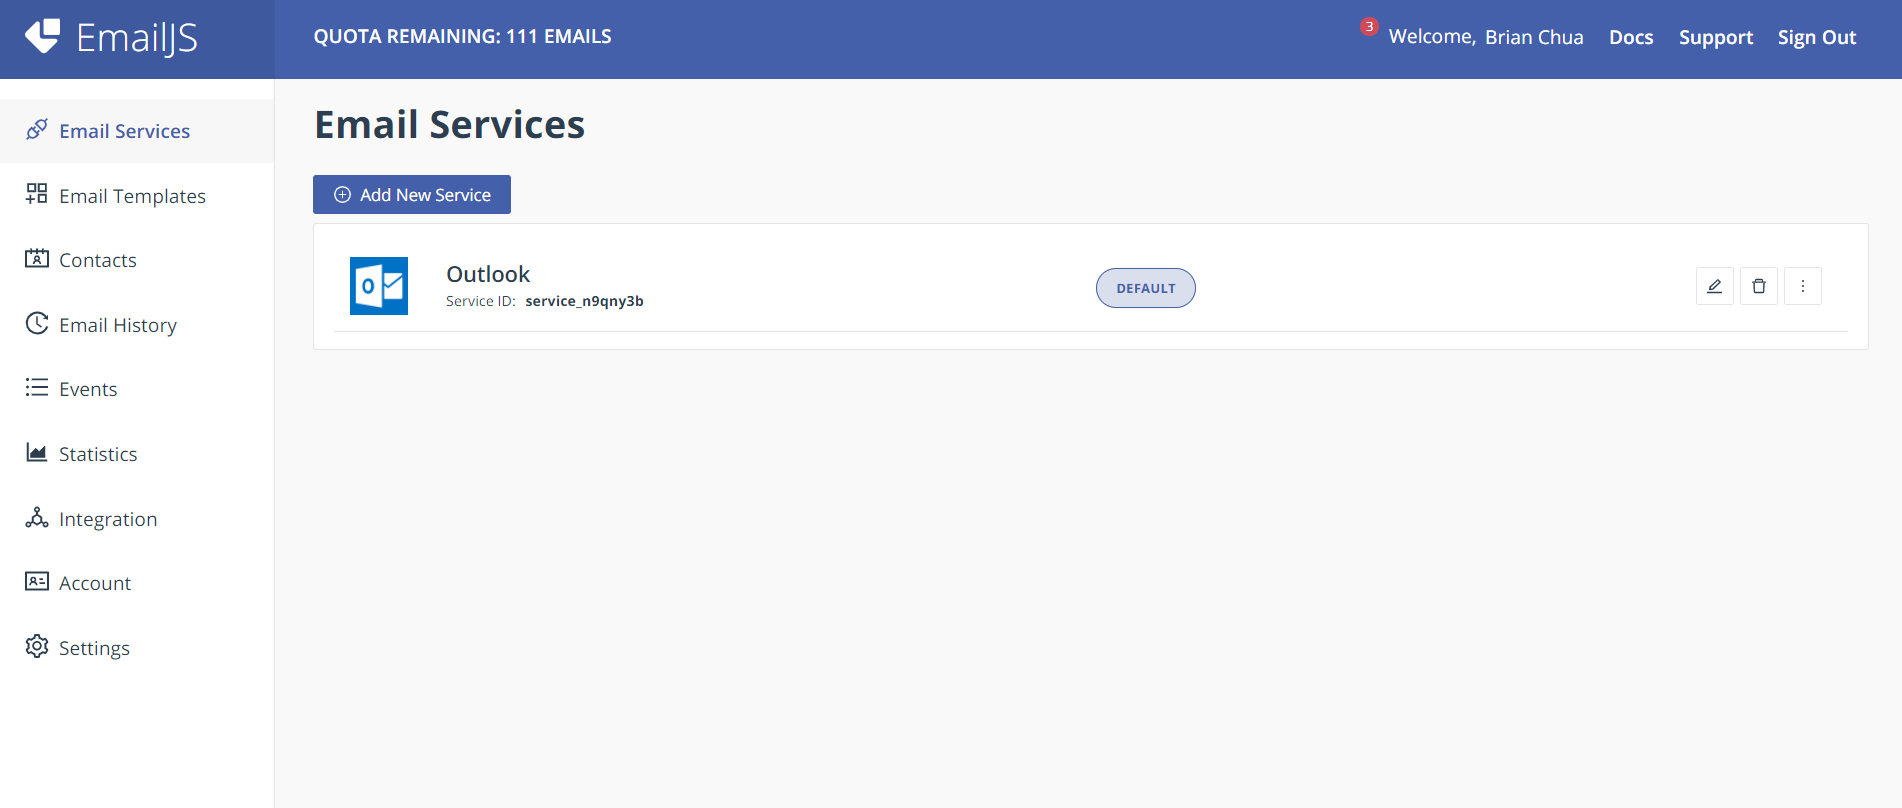 EmailJS
QUOTA REMAINING: 111 EMAILS
3
Welcome, Brian Chua
Docs
Support
Sign Out
Email Services
Email Templates
Contacts
Email History
Events
Statistics
Integration
Account
Settings
Email Services
Add New Service
Outlook
Service ID: service_n9qny3b
DEFAULT